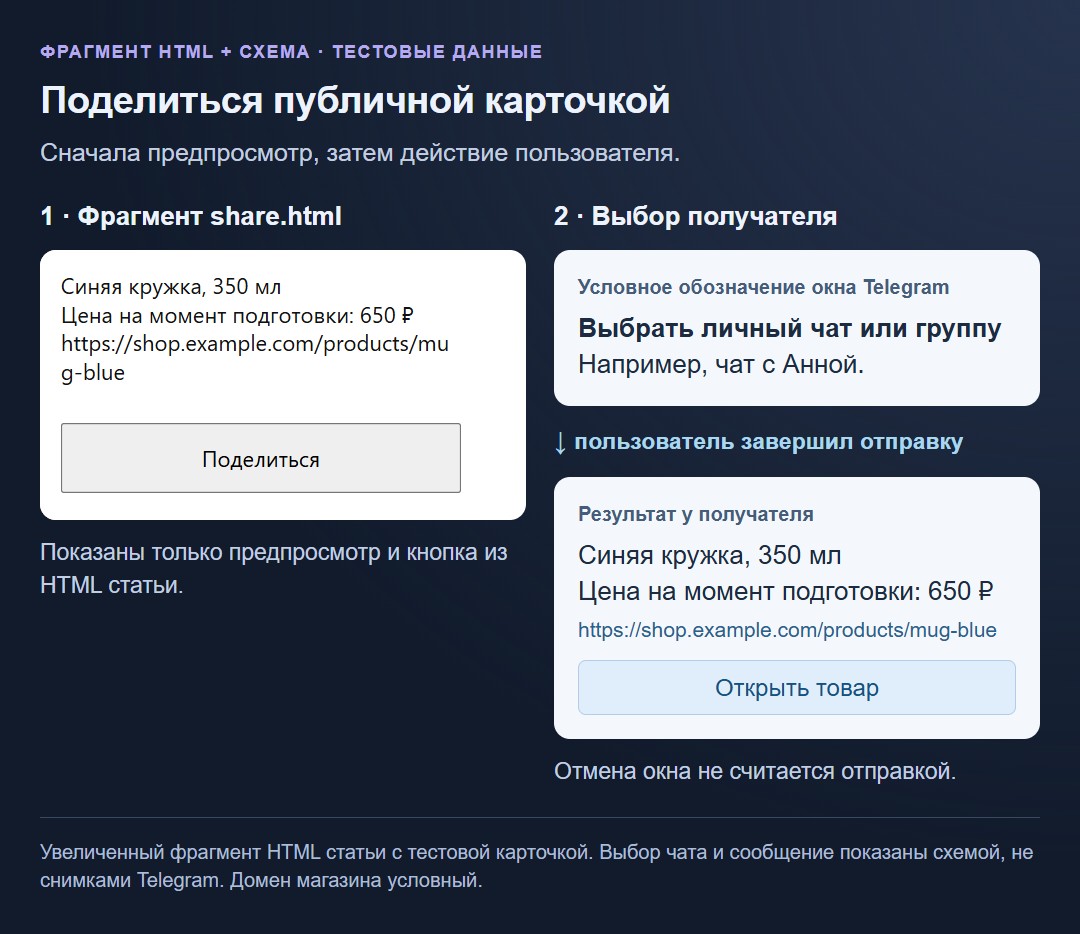 ФРАГМЕНТ HTML + СХЕМА · ТЕСТОВЫЕ ДАННЫЕ
Поделиться публичной карточкой
Сначала предпросмотр, затем действие пользователя.
1 · Фрагмент share.html
Синяя кружка, 350 мл
Цена на момент подготовки: 650 ₽
https://shop.example.com/products/mu
g-blue
Поделиться
Показаны только предпросмотр и кнопка из
HTML статьи.
2 · Выбор получателя
Условное обозначение окна Telegram
Выбрать личный чат или группу
Например, чат с Анной.
↓ пользователь завершил отправку
Результат у получателя
Синяя кружка, 350 мл
Цена на момент подготовки: 650 ₽
https://shop.example.com/products/mug-blue
Открыть товар
Отмена окна не считается отправкой.
Увеличенный фрагмент HTML статьи с тестовой карточкой. Выбор чата и сообщение показаны схемой, не
снимками Telegram. Домен магазина условный.